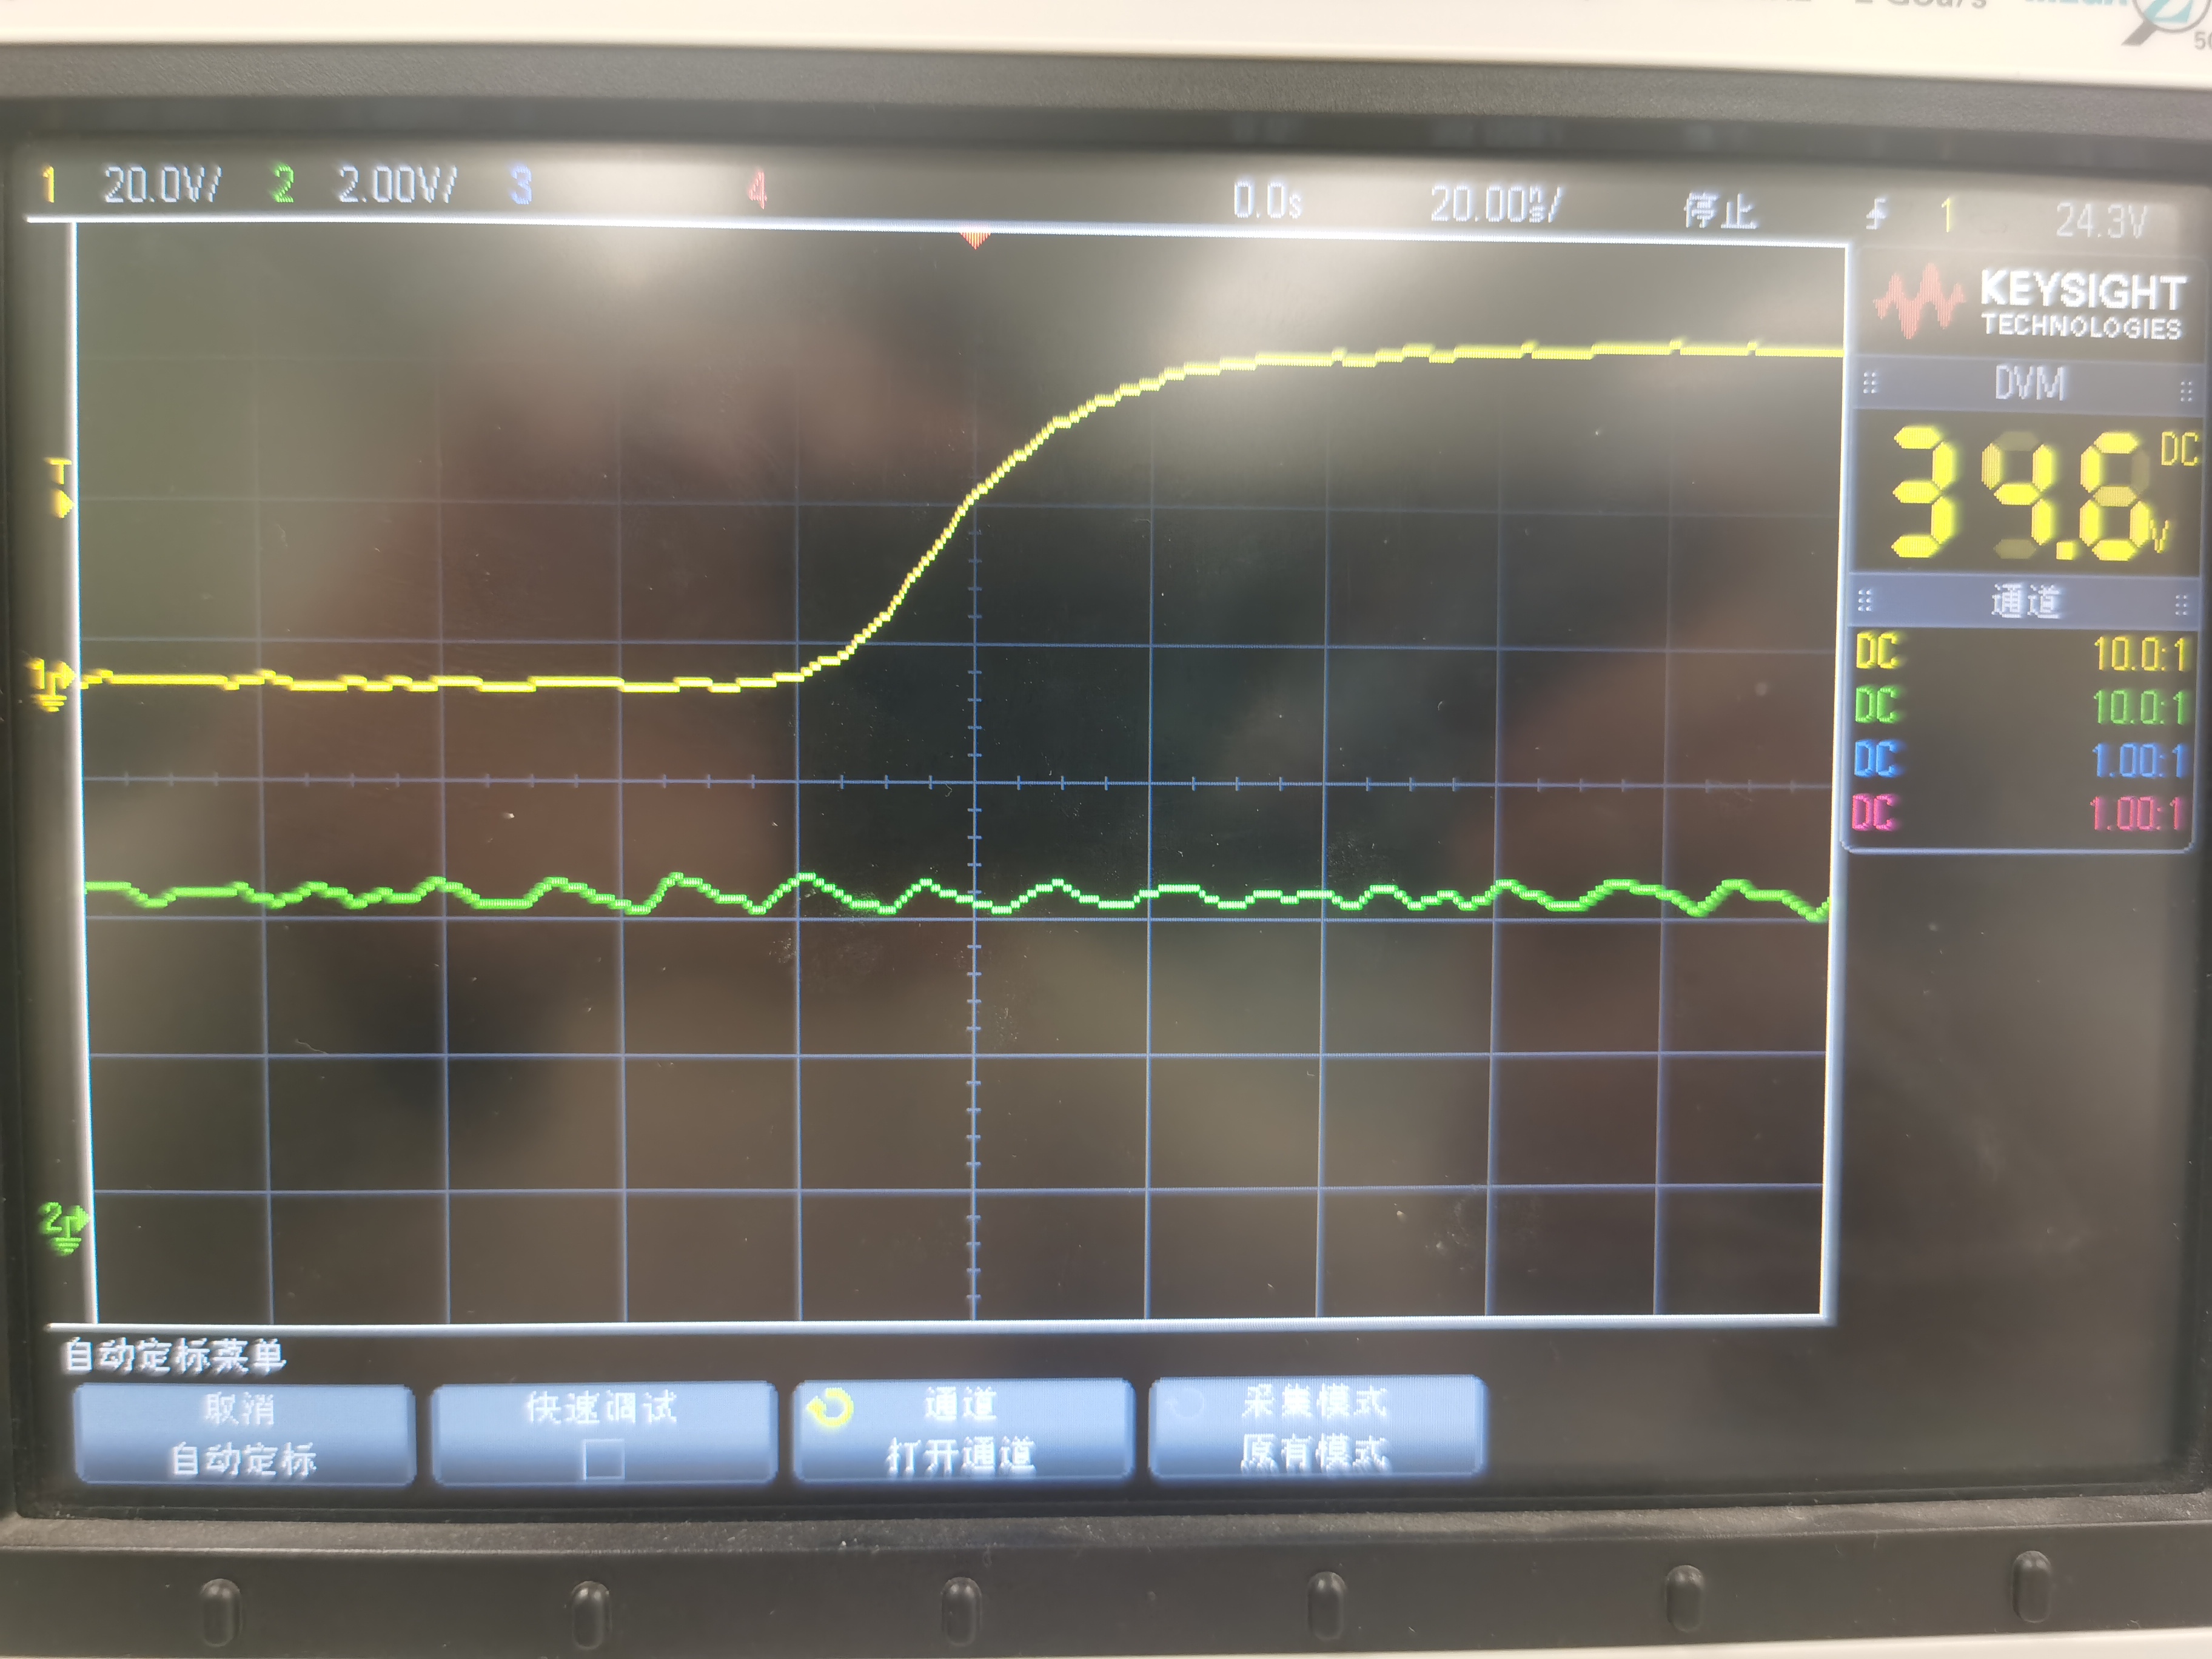 1 20.0V/ 2 2.00V/ 3 4 0.0s 20.00ns/ 停止 1 24.3V
KEYSIGHT
TECHNOLOGIES
DVM
34.6 DC
V
通道
DC 10.0:1
DC 10.0:1
DC 1.00:1
DC 1.00:1
T
1
2
自动定标菜单
取消
自动定标
快速调试
通道
打开通道
采集模式
原有模式